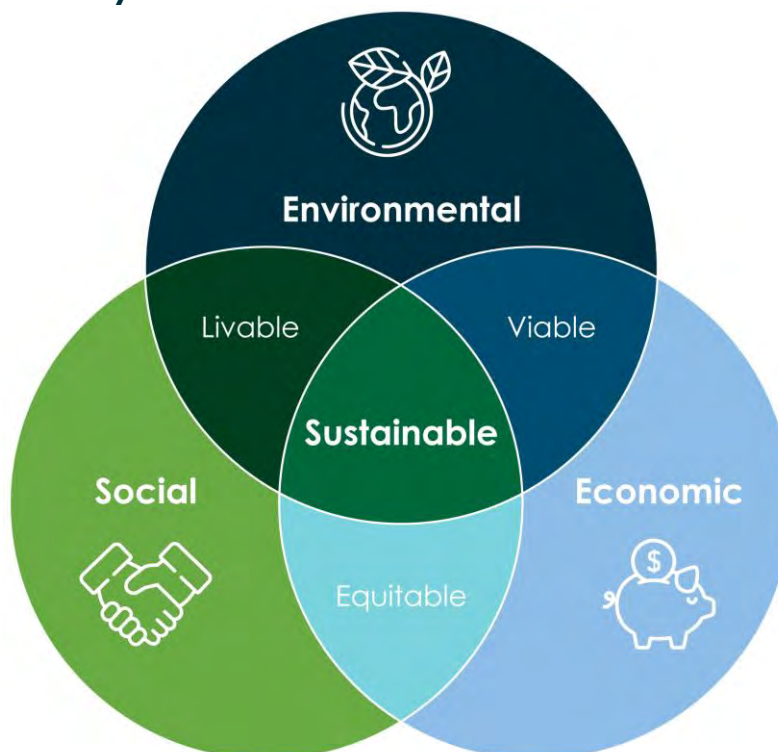 Environmental
Livable
Viable
Sustainable
Social
Economic
$
Equitable